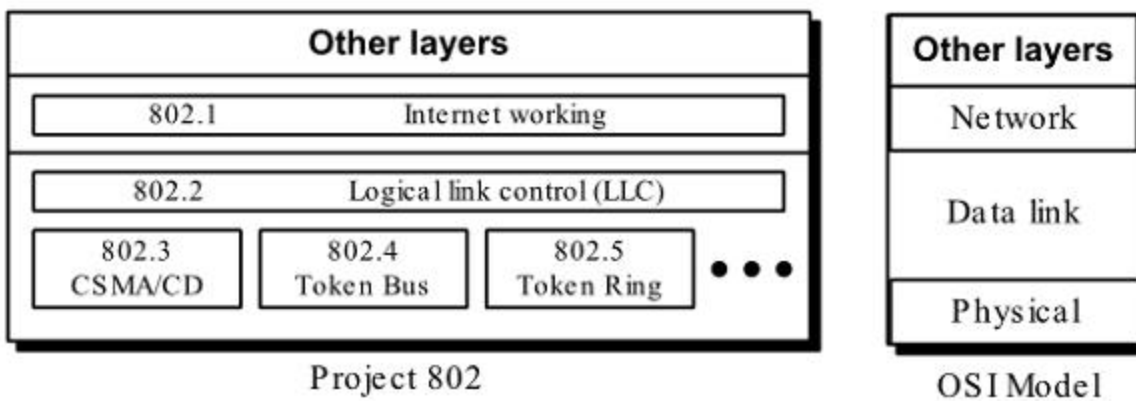 Other layers
802.1 Internet working
802.2 Logical link control (LLC)
802.3
CSMA/CD
802.4
Token Bus
802.5
Token Ring
Project 802
Other layers
Network
Data link
Physical
OSI Model